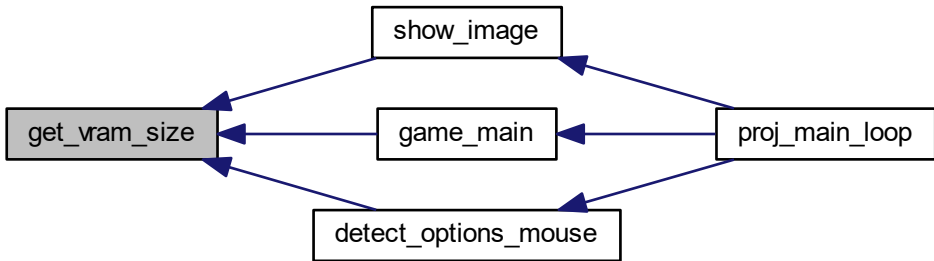 show_image
get_vram_size
game_main
proj_main_loop
detect_options_mouse